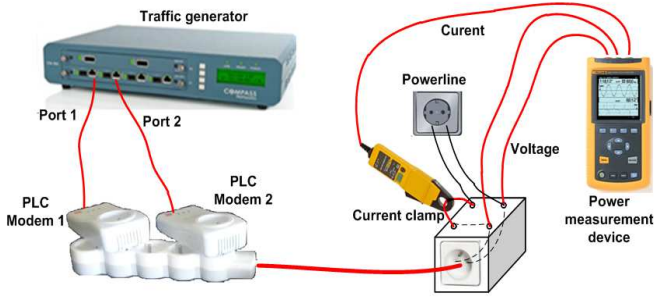 Traffic generator
COMPASS
Port 1
Port 2
PLC
Modem 1
PLC
Modem 2
Curent
Powerline
Voltage
Current clamp
Power
measurement
device